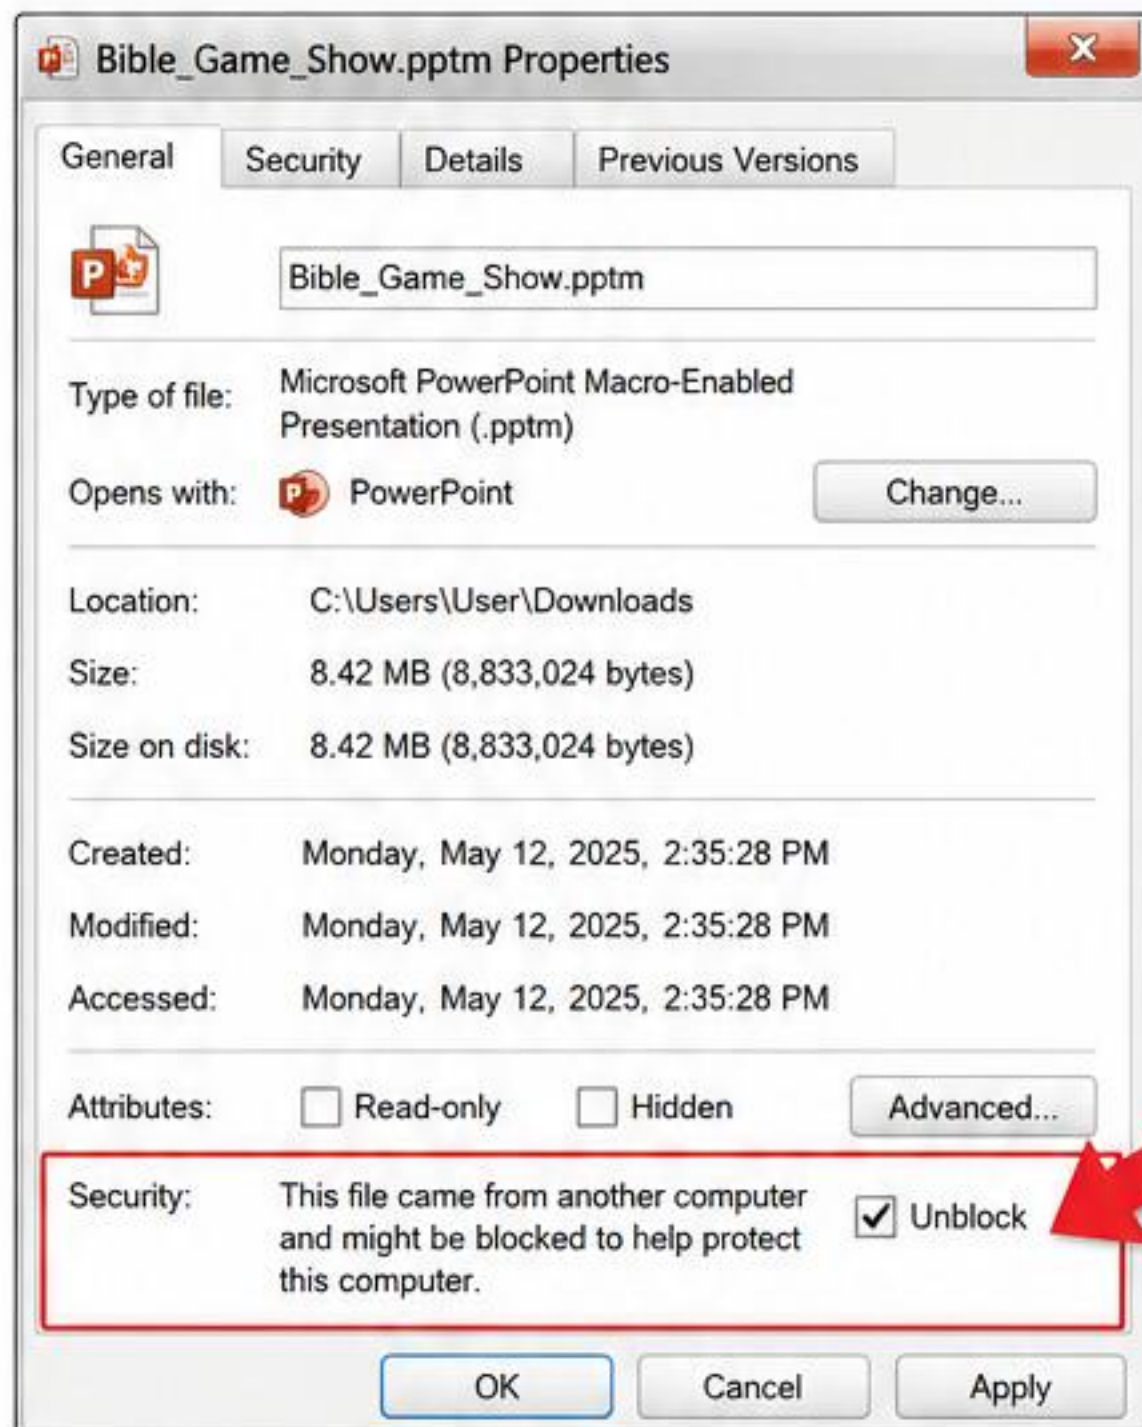 Bible_Game_Show.pptm Properties
General Security Details Previous Versions
Bible_Game_Show.pptm
Type of file: Microsoft PowerPoint Macro-Enabled
Presentation (.pptm)
Opens with: PowerPoint Change...
Location: C:\Users\User\Downloads
Size: 8.42 MB (8,833,024 bytes)
Size on disk: 8.42 MB (8,833,024 bytes)
Created: Monday, May 12, 2025, 2:35:28 PM
Modified: Monday, May 12, 2025, 2:35:28 PM
Accessed: Monday, May 12, 2025, 2:35:28 PM
Attributes: Read-only Hidden Advanced...
Security: This file came from another computer
and might be blocked to help protect
this computer.
Unblock
OK Cancel Apply